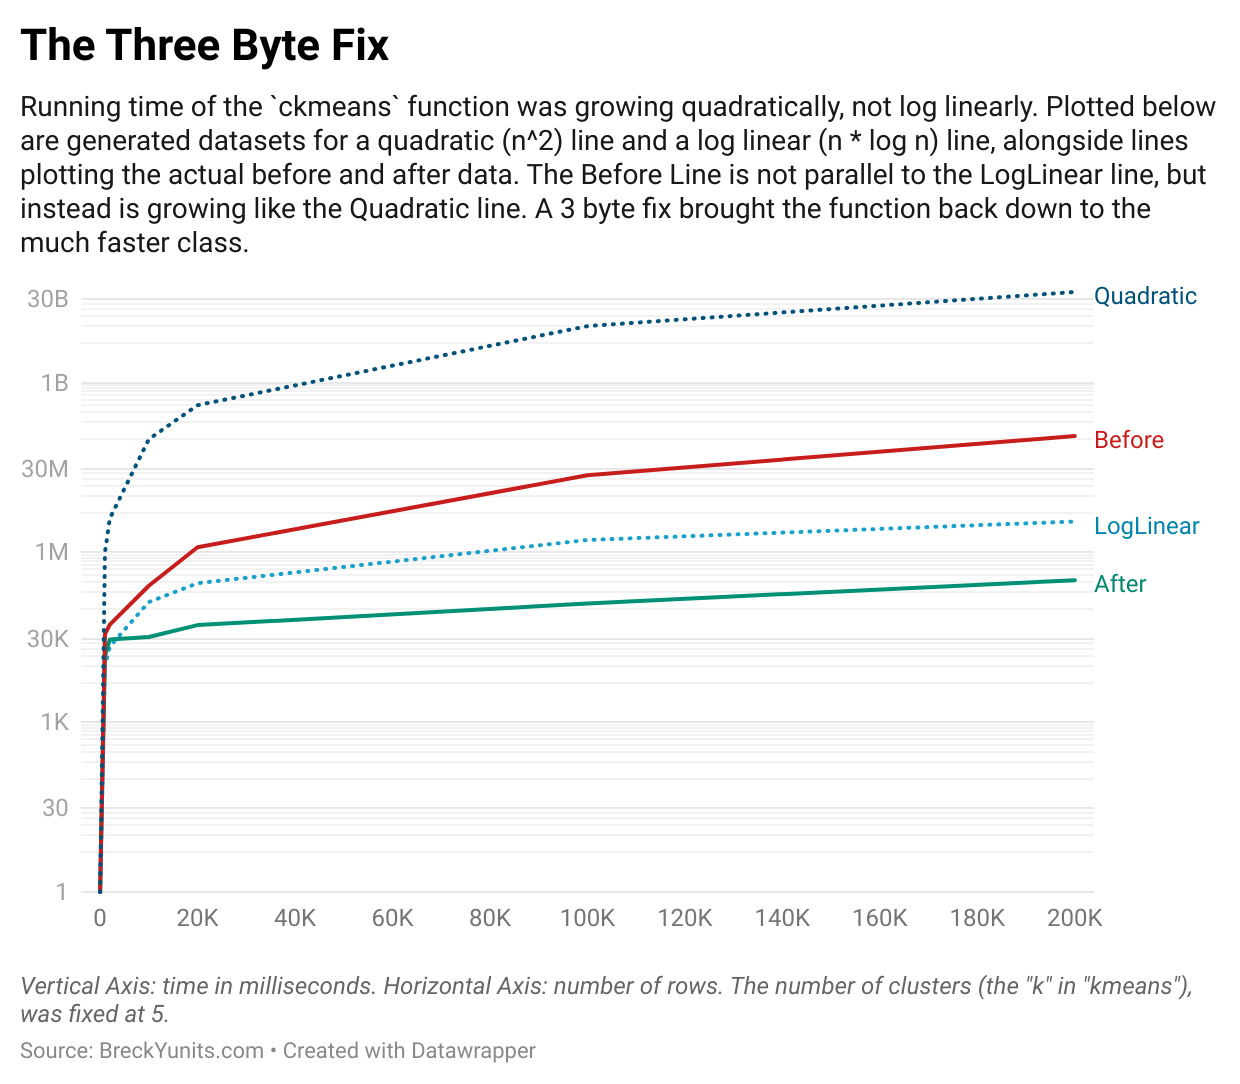 The Three Byte Fix
Running time of the `ckmeans` function was growing quadratically, not log linearly. Plotted below
are generated datasets for a quadratic (n^2) line and a log linear (n * log n) line, alongside lines
plotting the actual before and after data. The Before Line is not parallel to the LogLinear line, but
instead is growing like the Quadratic line. A 3 byte fix brought the function back down to the
much faster class.
30B
Quadratic
1B
Before
30M
LogLinear
1M
After
30K
1K
30
1
0 20K 40K 60K 80K 100K 120K 140K 160K 180K 200K
Vertical Axis: time in milliseconds. Horizontal Axis: number of rows. The number of clusters (the "k" in "kmeans"),
was fixed at 5.
Source: BreckYunits.com • Created with Datawrapper